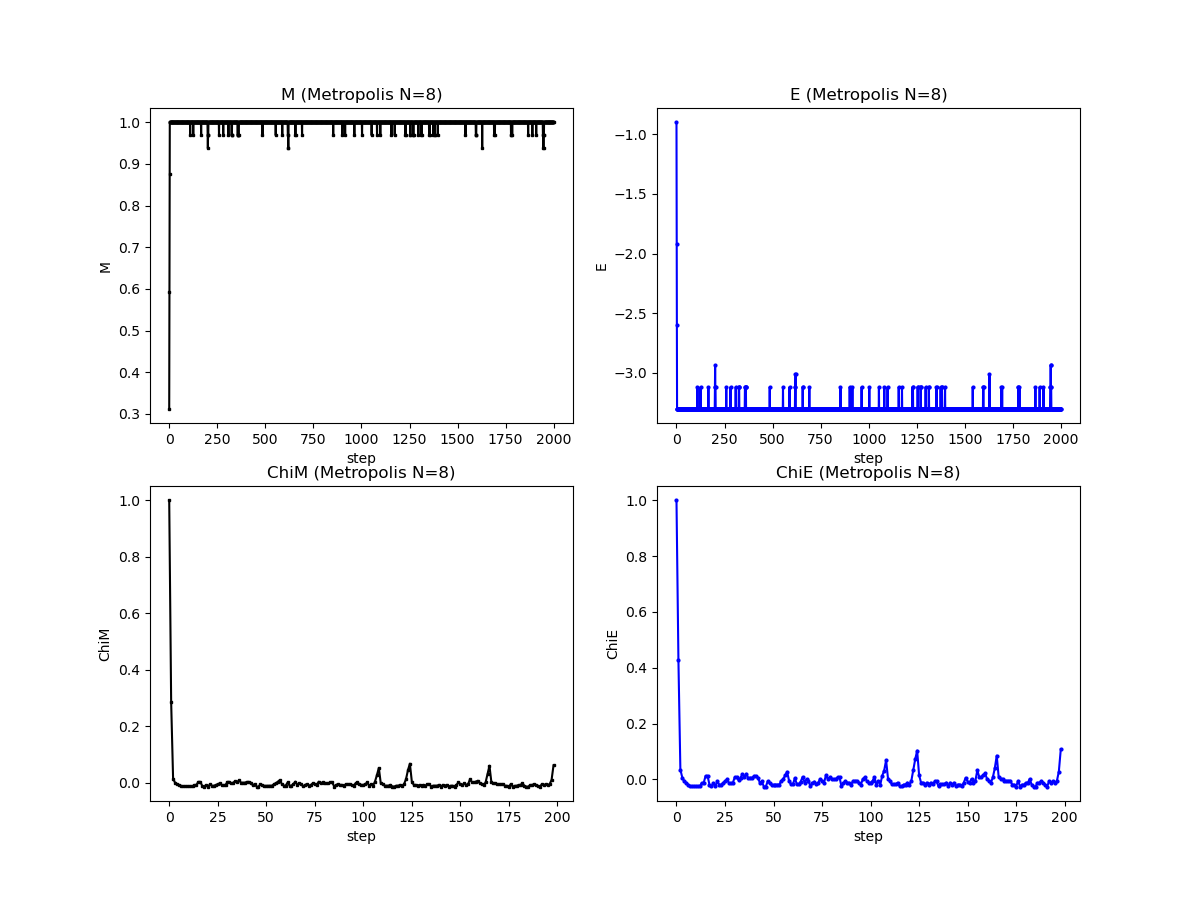 M (Metropolis N=8)
1.0
0.9
0.8
0.7
0.6
0.5
0.4
0.3
M
0 250 500 750 1000 1250 1500 1750 2000
step
E (Metropolis N=8)
−1.0
−1.5
−2.0
−2.5
−3.0
E
0 250 500 750 1000 1250 1500 1750 2000
step
ChiM (Metropolis N=8)
1.0
0.8
0.6
0.4
0.2
0.0
ChiM
0 25 50 75 100 125 150 175 200
step
ChiE (Metropolis N=8)
1.0
0.8
0.6
0.4
0.2
0.0
ChiE
0 25 50 75 100 125 150 175 200
step